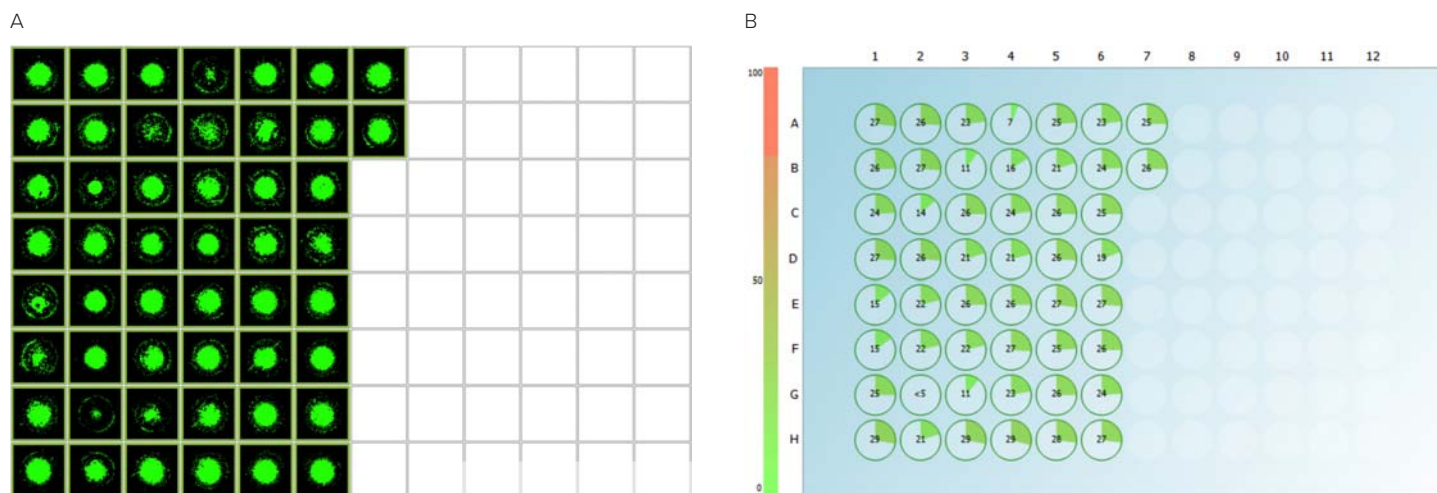 A
B
1 2 3 4 5 6 7 8 9 10 11 12
100
50
0
A 27 26 23 7 25 23 25
B 26 27 11 16 21 24 26
C 24 14 26 24 26 25
D 27 26 21 21 26 19
E 15 22 26 26 27 27
F 15 22 22 27 25 26
G 25 <5 11 23 26 24
H 29 21 29 29 28 27